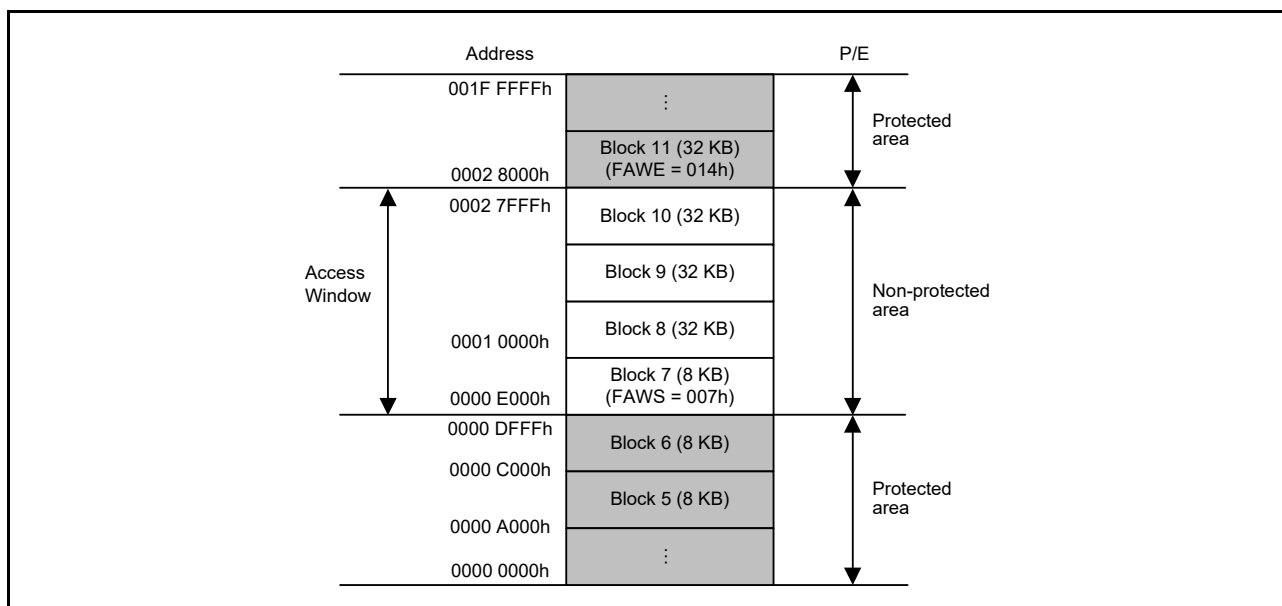 Address
P/E
001F FFFFh
⋮
Protected
area
Block 11 (32 KB)
(FAWE = 014h)
0002 8000h
0002 7FFFh
Block 10 (32 KB)
Access
Window
Block 9 (32 KB)
Non-protected
area
Block 8 (32 KB)
0001 0000h
Block 7 (8 KB)
(FAWS = 007h)
0000 E000h
0000 DFFFh
Block 6 (8 KB)
0000 C000h
Block 5 (8 KB)
Protected
area
0000 A000h
⋮
0000 0000h